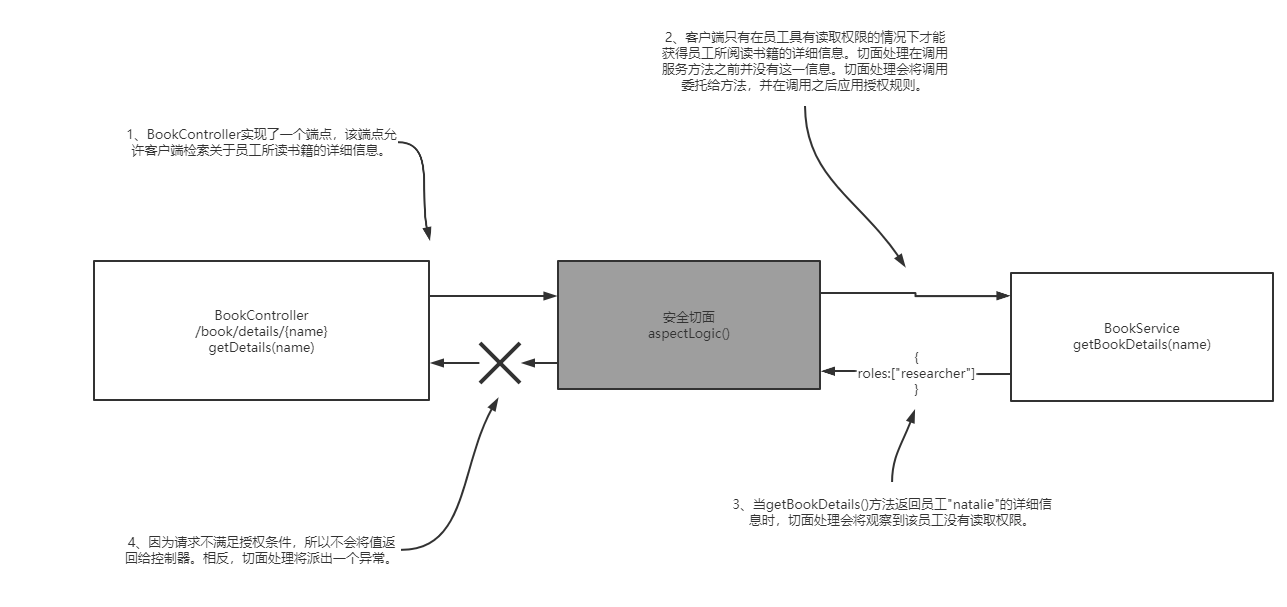 2、客户端只有在员工具有读取权限的情况下才能
获得员工所阅读书籍的详细信息。切面处理在调用
服务方法之前并没有这一信息。切面处理会将调用
委托给方法，并在调用之后应用授权规则。
1、BookController实现了一个端点，该端点允
许客户端检索关于员工所读书籍的详细信息。
BookController
/book/details/{name}
getDetails(name)
安全切面
aspectLogic()
BookService
getBookDetails(name)
{
roles:["researcher"]
}
3、当getBookDetails()方法返回员工"natalie"的详细信
息时，切面处理会将观察到该员工没有读取权限。
4、因为请求不满足授权条件，所以不会将值返
回给控制器。相反，切面处理将派出一个异常。